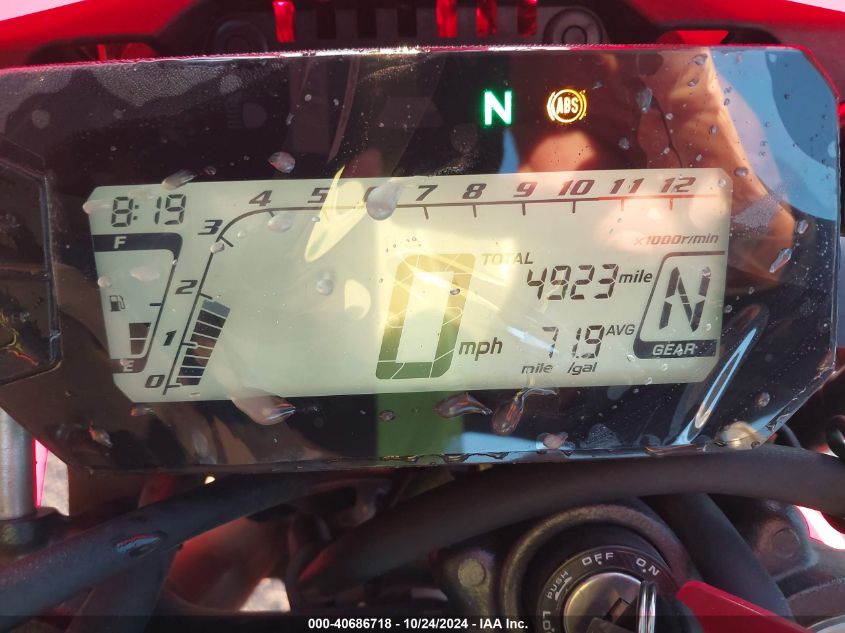 N ABS
8:19
F
E
0 1 2 3 4 5 6 7 8 9 10 11 12
x1000r/min
TOTAL
4923 mile
0 mph
71.9 AVG
mile/gal
N
GEAR
PUSH OFF ON
LO
000-40686718 - 10/24/2024 - IAA Inc.